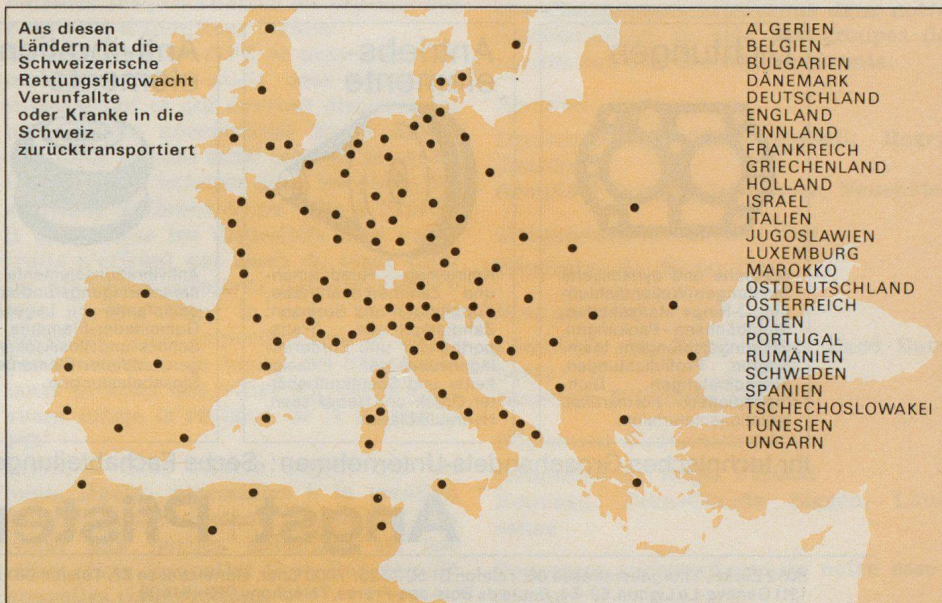 Aus diesen
Ländern hat die
Schweizerische
Rettungsflugwacht
Verunfallte
oder Kranke in die
Schweiz
zurücktransportiert
ALGERIEN
BELGIEN
BULGARIEN
DÄNEMARK
DEUTSCHLAND
ENGLAND
FINNLAND
FRANKREICH
GRIECHENLAND
HOLLAND
ISRAEL
ITALIEN
JUGOSLAWIEN
LUXEMBURG
MAROKKO
OSTDEUTSCHLAND
ÖSTERREICH
POLEN
PORTUGAL
RUMÄNIEN
SCHWEDEN
SPANIEN
TSCHECHOSLOWAKEI
TUNESIEN
UNGARN